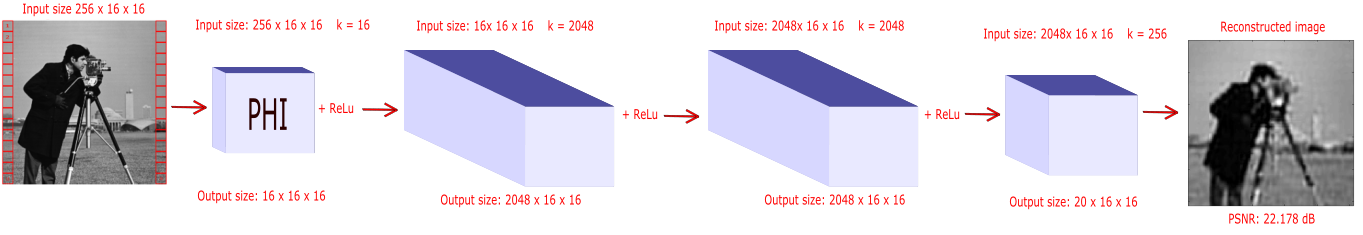 Input size 256 x 16 x 16
Input size: 256 x 16 x 16 k = 16
PHI
+ ReLu
Output size: 16 x 16 x 16
Input size: 16x 16 x 16 k = 2048
+ ReLu
Output size: 2048 x 16 x 16
Input size: 2048x 16 x 16 k = 2048
+ ReLu
Output size: 2048 x 16 x 16
Input size: 2048x 16 x 16 k = 256
Output size: 20 x 16 x 16
Reconstructed image
PSNR: 22.178 dB